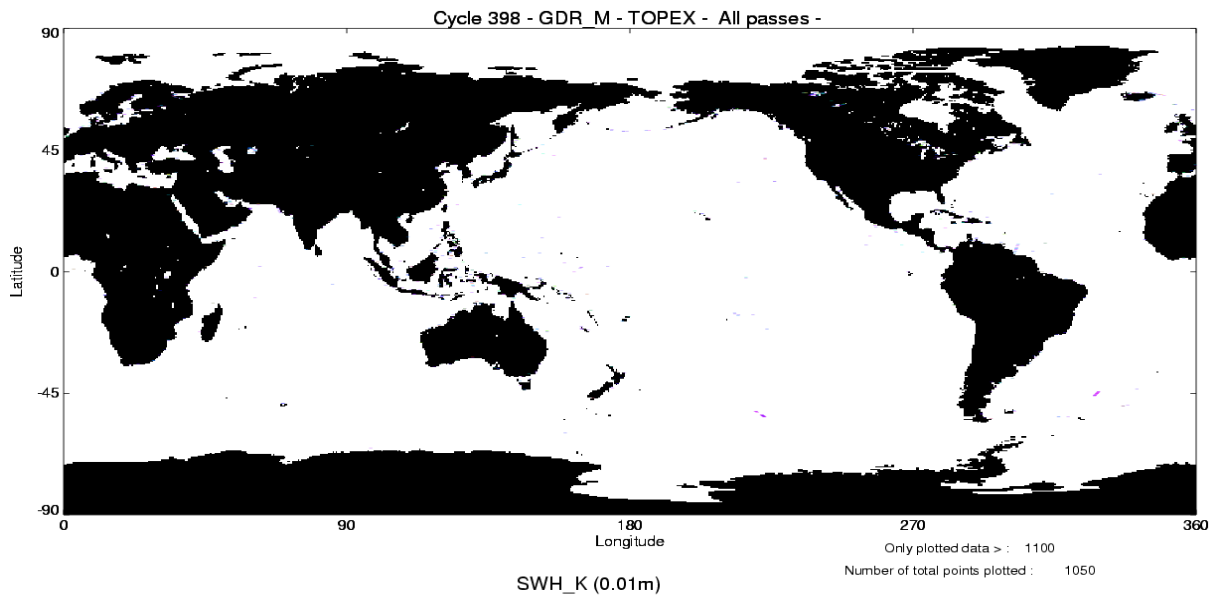 Cycle 398 - GDR_M - TOPEX - All passes -
90
45
0
-45
-90
Latitude
0 90 180 270 360
Longitude
Only plotted data > : 1100
Number of total points plotted : 1050
SWH_K (0.01m)